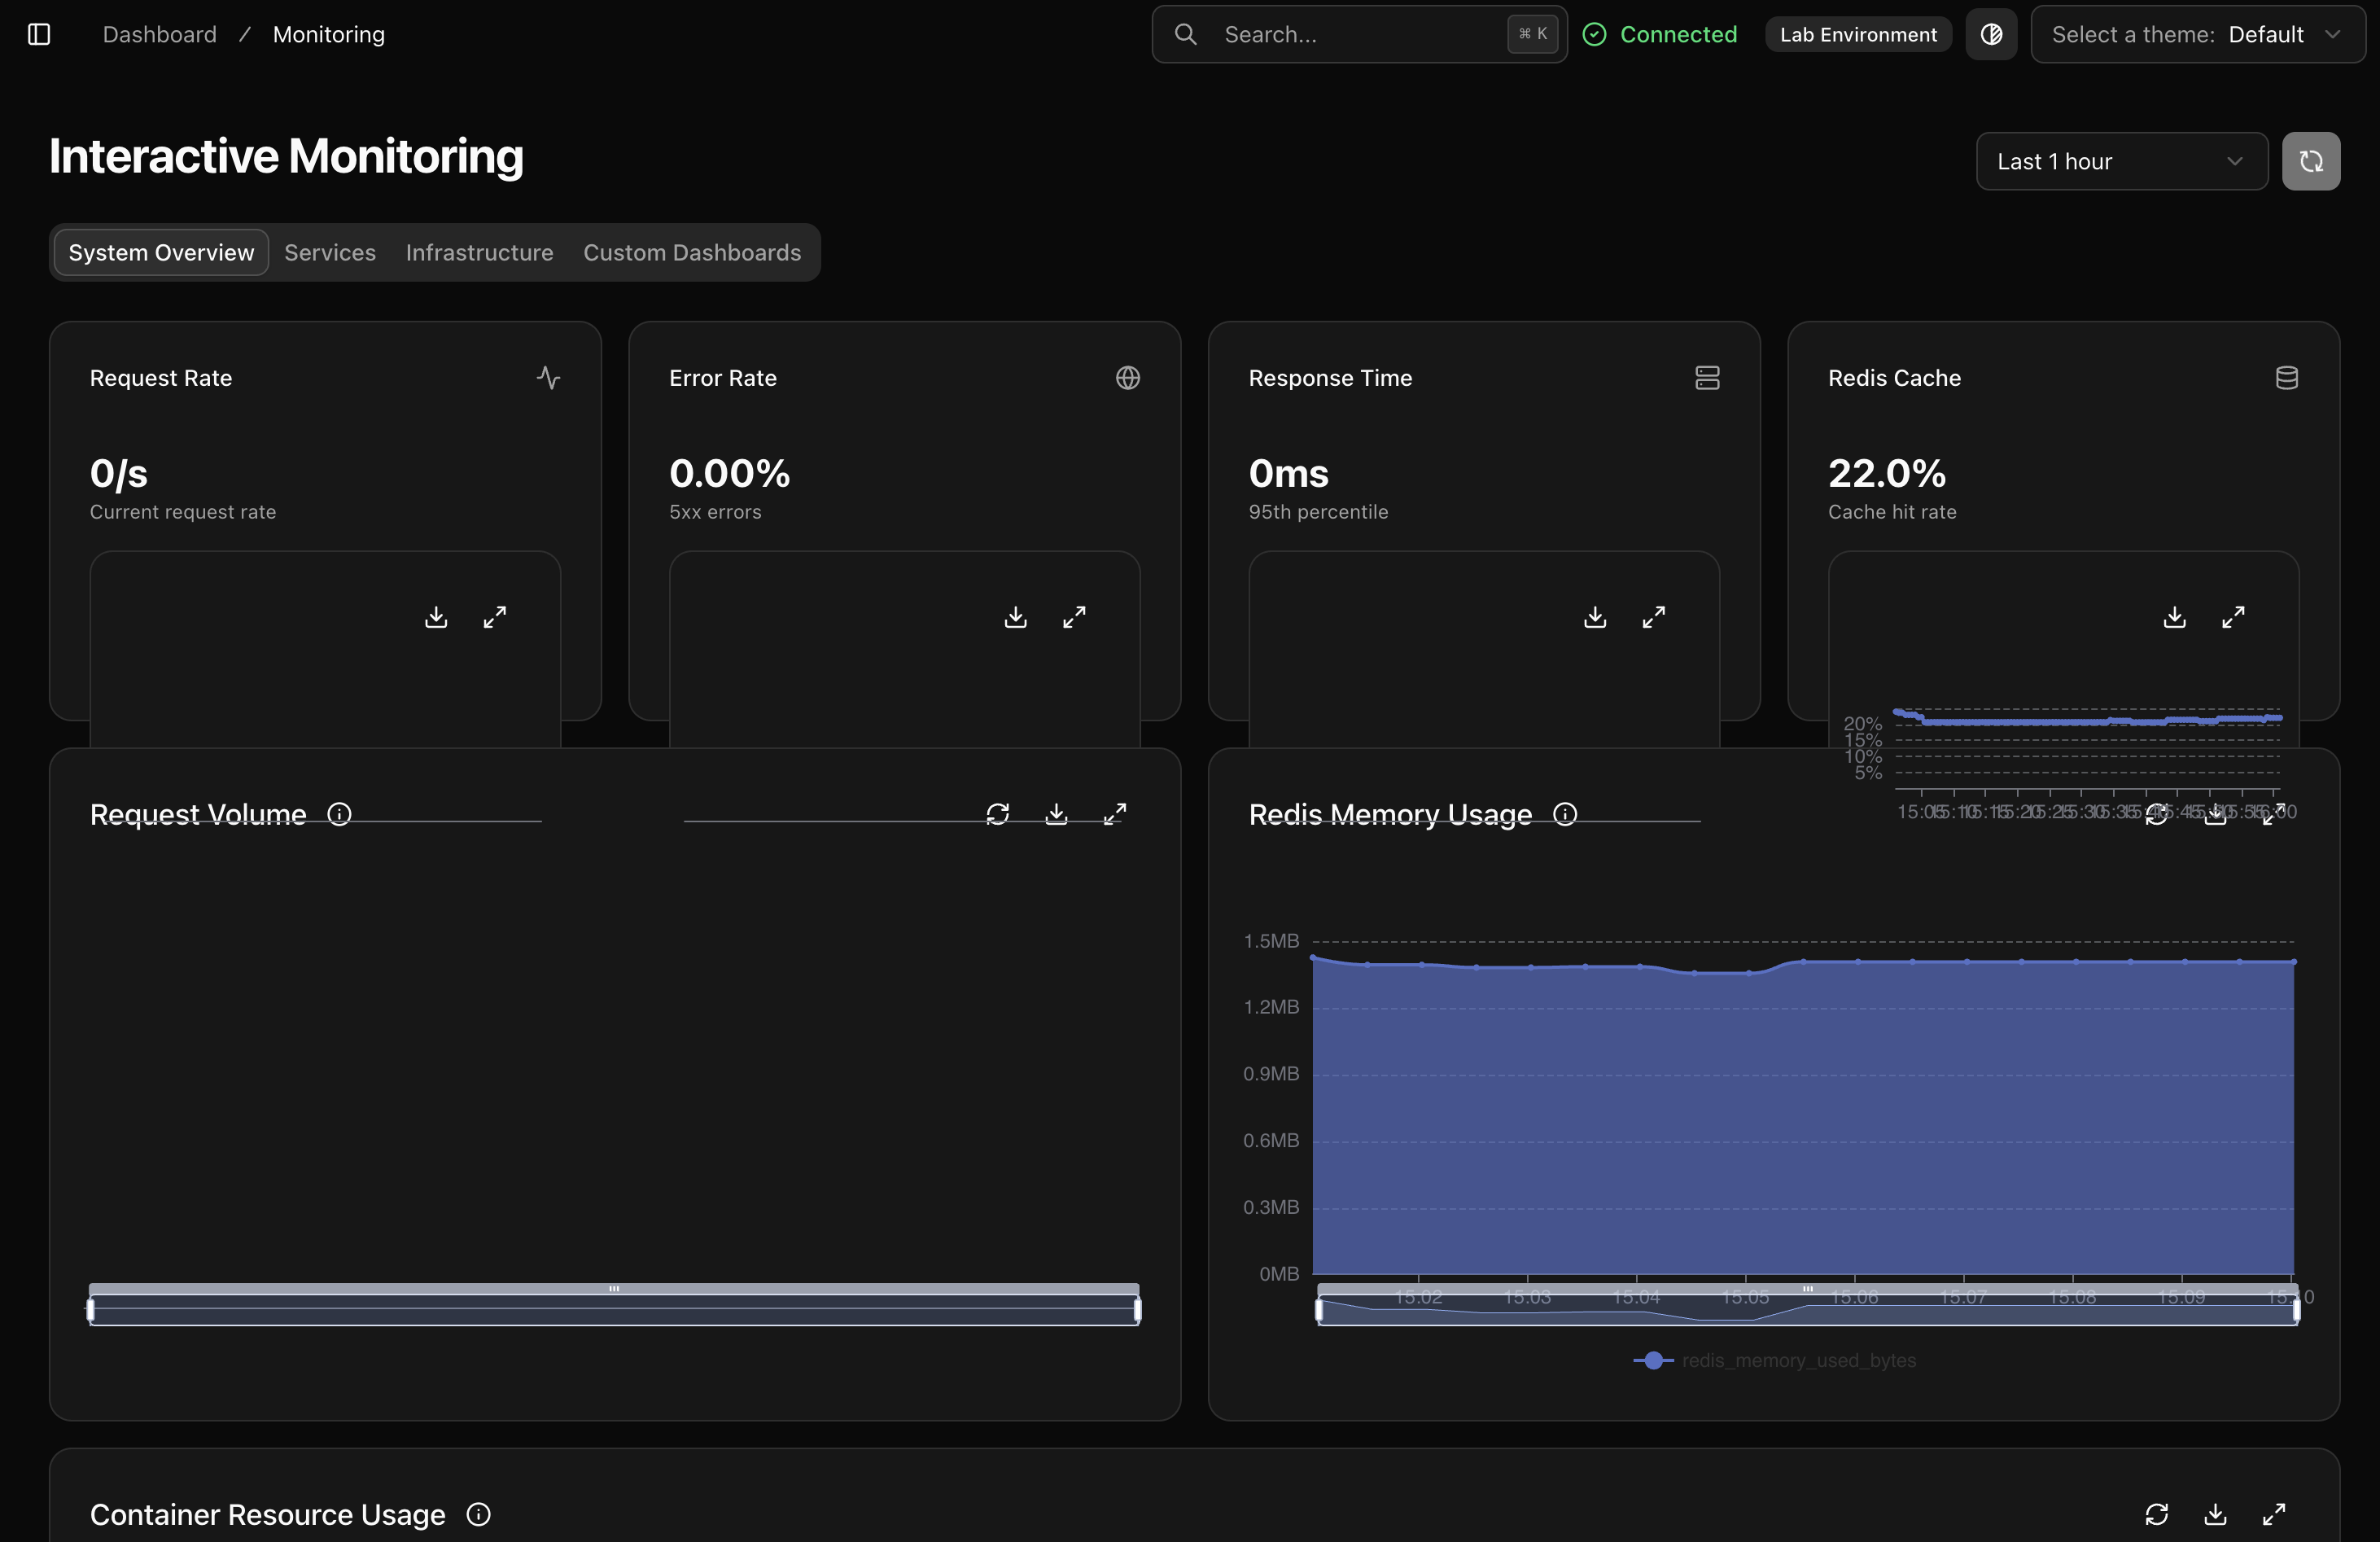 Dashboard / Monitoring
Search...
⌘ K
Connected
Lab Environment
Select a theme: Default
Interactive Monitoring
Last 1 hour
System Overview
Services
Infrastructure
Custom Dashboards
Request Rate
0/s
Current request rate
Error Rate
0.00%
5xx errors
Response Time
0ms
95th percentile
Redis Cache
22.0%
Cache hit rate
20%
15%
10%
5%
15:05 15:10 15:15 15:20 15:25 15:30 15:35 15:40 15:45 15:50 15:55 16:00
Request Volume
Redis Memory Usage
1.5MB
1.2MB
0.9MB
0.6MB
0.3MB
0MB
15:02 15:03 15:04 15:05 15:06 15:07 15:08 15:09 15:10
redis_memory_used_bytes
Container Resource Usage